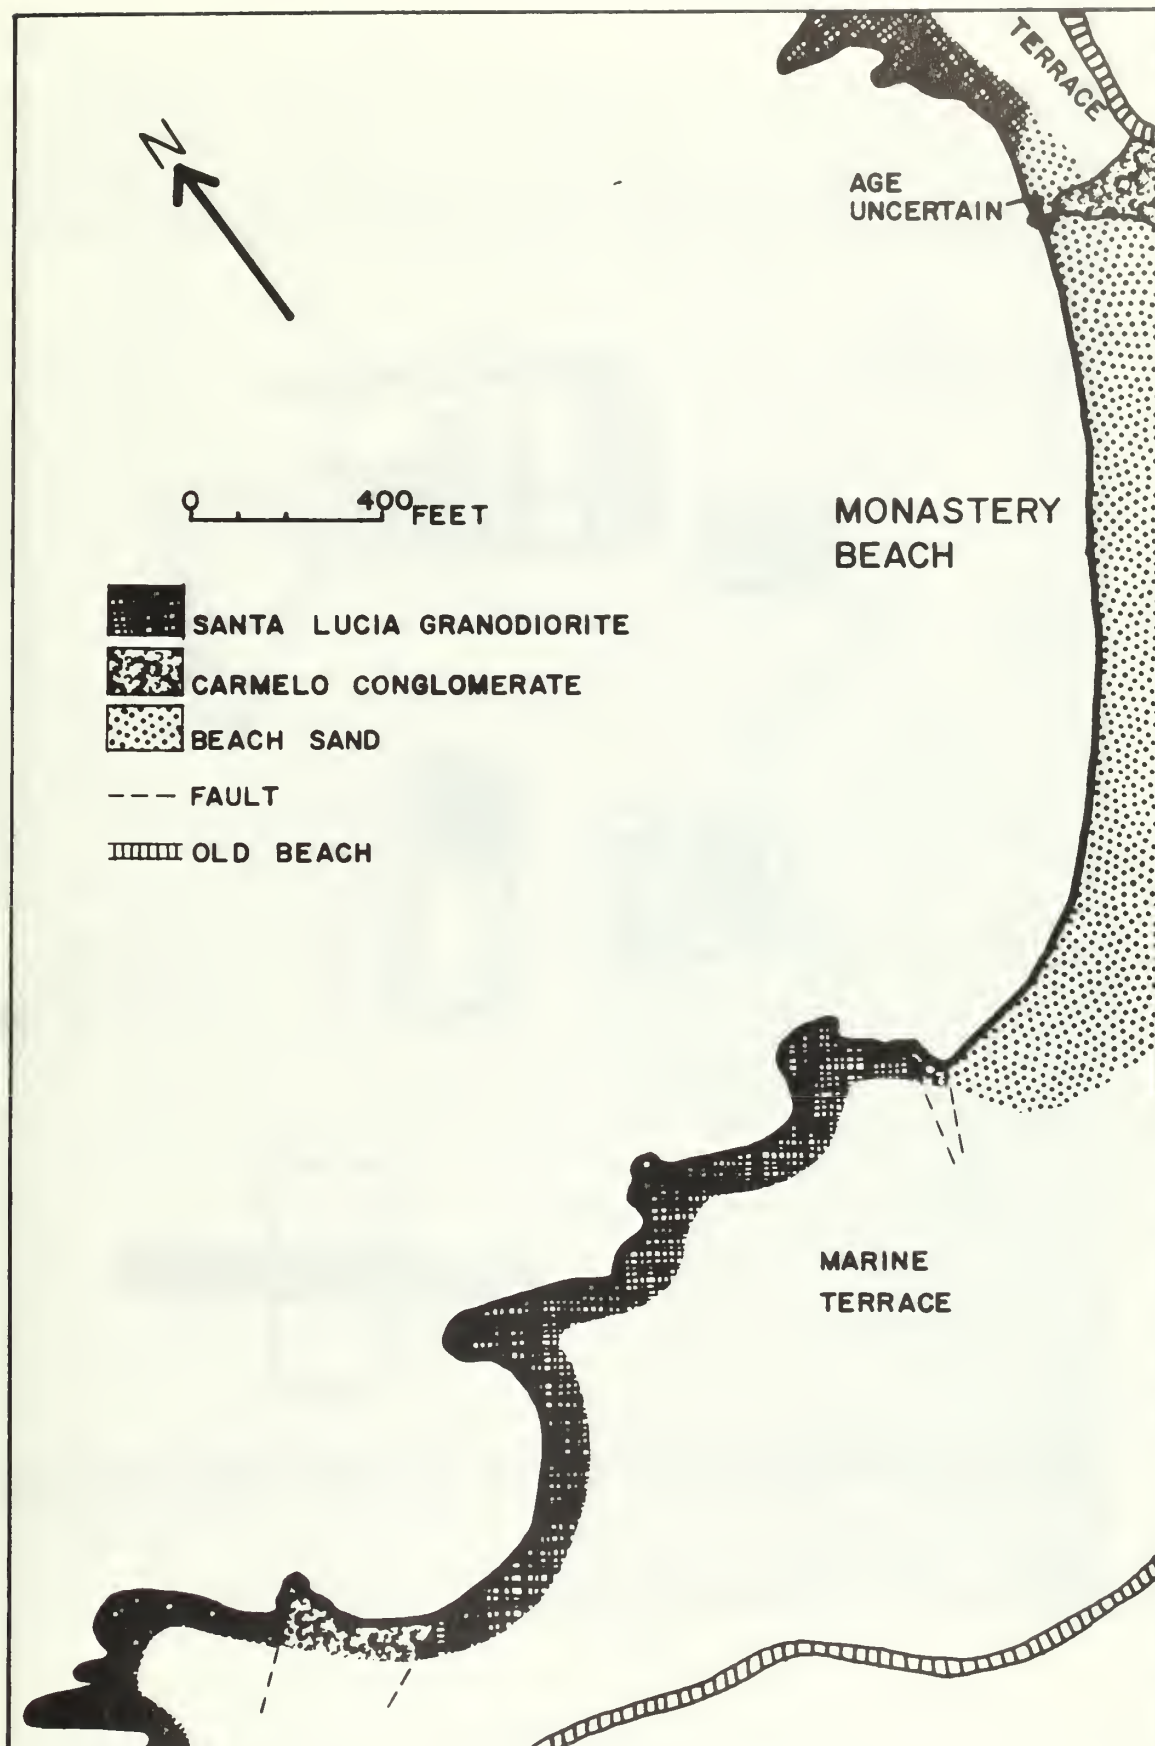 TERRACE
N
AGE
UNCERTAIN
0 400 FEET
MONASTERY
BEACH
SANTA LUCIA GRANODIORITE
CARMELO CONGLOMERATE
BEACH SAND
FAULT
OLD BEACH
MARINE
TERRACE